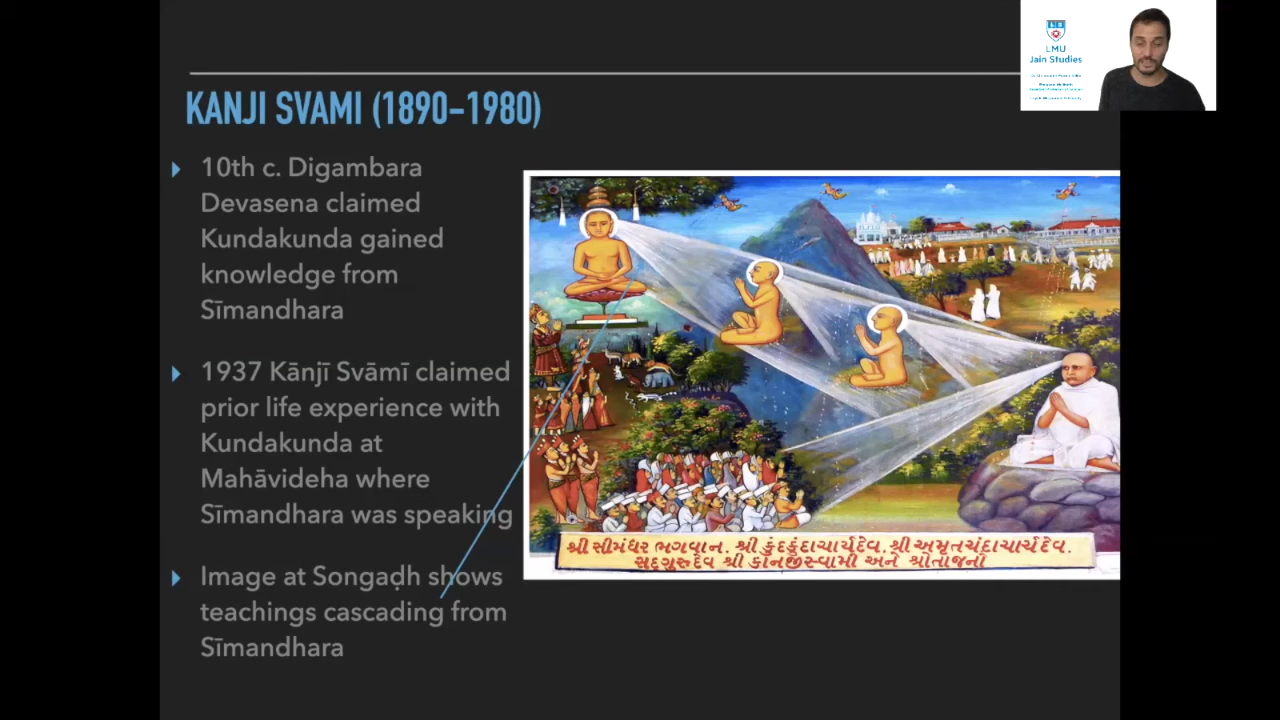 LMU
Jain Studies
KANJI SVAMI (1890–1980)
10th c. Digambara
Devasena claimed
Kundakunda gained
knowledge from
Sīmandhara
1937 Kānjī Svāmī claimed
prior life experience with
Kundakunda at
Mahāvideha where
Sīmandhara was speaking
Image at Songaḍh shows
teachings cascading from
Sīmandhara
શ્રી સીમંધર ભગવાન. શ્રી કુંદકુંદાચાર્યદેવ. શ્રી અમૃતચંદ્રાચાર્યદેવ.
સદ્ગુરુદેવ શ્રી કાનજીસ્વામી અને શ્રોતાજનો